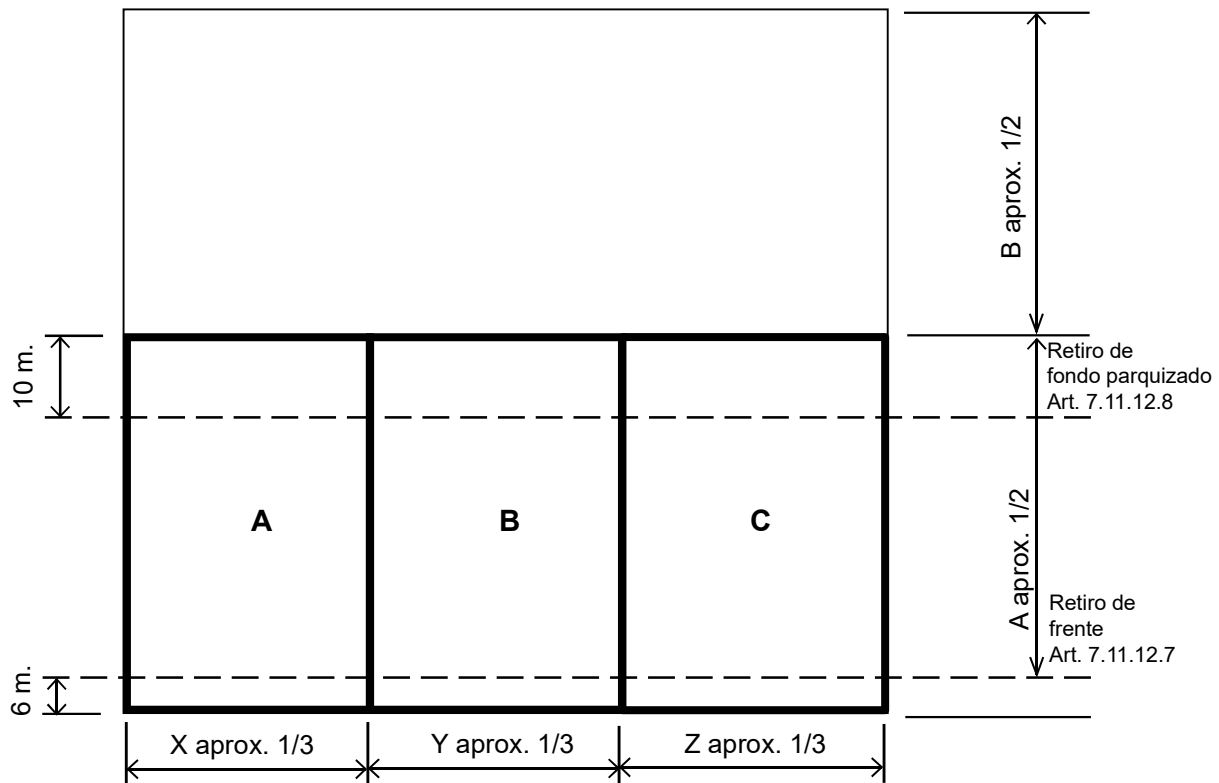 B aprox. 1/2
10 m.
Retiro de
fondo parquizado
Art. 7.11.12.8
A
B
C
A aprox. 1/2
Retiro de
frente
Art. 7.11.12.7
6 m.
X aprox. 1/3
Y aprox. 1/3
Z aprox. 1/3